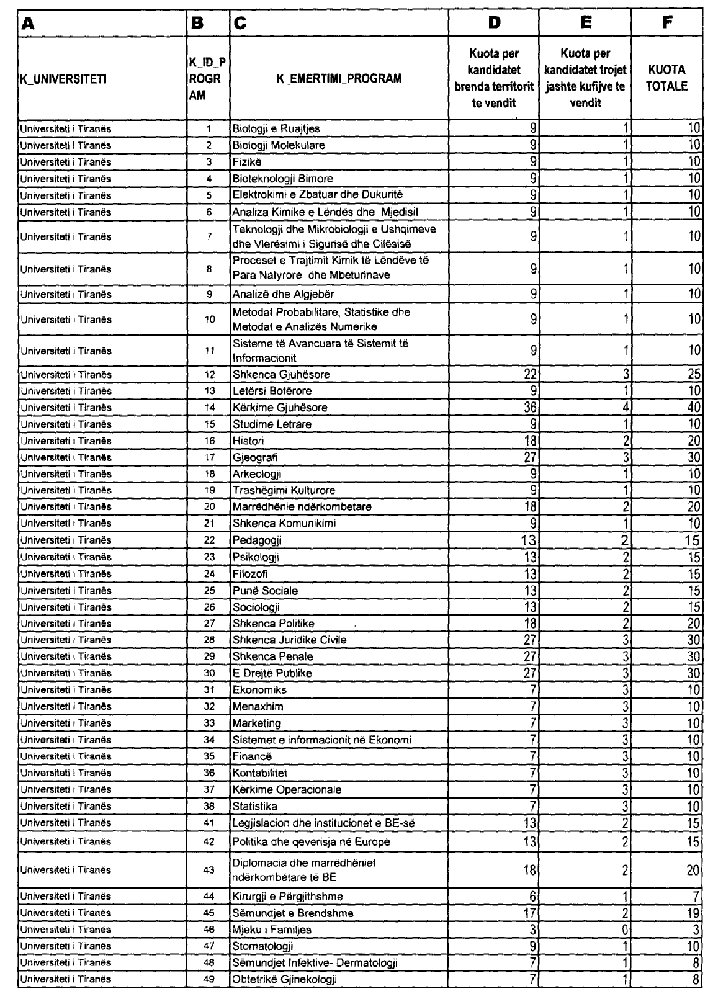 A B C D E F
K_UNIVERSITETI K_ID_P ROGR AM K_EMERTIMI_PROGRAM Kuota per kandidatet brenda territorit te vendit Kuota per kandidatet trojet jashte kufijve te vendit KUOTA TOTALE
Universiteti i Tiranës 1 Biologji e Ruajtjes 9 1 10
Universiteti i Tiranës 2 Biologji Molekulare 9 1 10
Universiteti i Tiranës 3 Fizikë 9 1 10
Universiteti i Tiranës 4 Bioteknologji Bimore 9 1 10
Universiteti i Tiranës 5 Elektrokimi e Zbatuar dhe Dukuritë 9 1 10
Universiteti i Tiranës 6 Analiza Kimike e Lëndës dhe Mjedisit 9 1 10
Universiteti i Tiranës 7 Teknologji dhe Mikrobiologji e Ushqimeve
dhe Vlerësimi i Sigurisë dhe Cilësisë 9 1 10
Universiteti i Tiranës 8 Proceset e Trajtimit Kimik të Lëndëve të
Para Natyrore dhe Mbeturinave 9 1 10
Universiteti i Tiranës 9 Analizë dhe Algjebër 9 1 10
Universiteti i Tiranës 10 Metodat Probabilitare, Statistike dhe
Metodat e Analizës Numerike 9 1 10
Universiteti i Tiranës 11 Sisteme të Avancuara të Sistemit të
Informacionit 9 1 10
Universiteti i Tiranës 12 Shkenca Gjuhësore 22 3 25
Universiteti i Tiranës 13 Letërsi Botërore 9 1 10
Universiteti i Tiranës 14 Kërkime Gjuhësore 36 4 40
Universiteti i Tiranës 15 Studime Letrare 9 1 10
Universiteti i Tiranës 16 Histori 18 2 20
Universiteti i Tiranës 17 Gjeografi 27 3 30
Universiteti i Tiranës 18 Arkeologji 9 1 10
Universiteti i Tiranës 19 Trashëgimi Kulturore 9 1 10
Universiteti i Tiranës 20 Marrëdhënie ndërkombëtare 18 2 20
Universiteti i Tiranës 21 Shkenca Komunikimi 9 1 10
Universiteti i Tiranës 22 Pedagogji 13 2 15
Universiteti i Tiranës 23 Psikologji 13 2 15
Universiteti i Tiranës 24 Filozofi 13 2 15
Universiteti i Tiranës 25 Punë Sociale 13 2 15
Universiteti i Tiranës 26 Sociologji 13 2 15
Universiteti i Tiranës 27 Shkenca Politike 18 2 20
Universiteti i Tiranës 28 Shkenca Juridike Civile 27 3 30
Universiteti i Tiranës 29 Shkenca Penale 27 3 30
Universiteti i Tiranës 30 E Drejtë Publike 27 3 30
Universiteti i Tiranës 31 Ekonomiks 7 3 10
Universiteti i Tiranës 32 Menaxhim 7 3 10
Universiteti i Tiranës 33 Marketing 7 3 10
Universiteti i Tiranës 34 Sistemet e informacionit në Ekonomi 7 3 10
Universiteti i Tiranës 35 Financë 7 3 10
Universiteti i Tiranës 36 Kontabilitet 7 3 10
Universiteti i Tiranës 37 Kërkime Operacionale 7 3 10
Universiteti i Tiranës 38 Statistika 7 3 10
Universiteti i Tiranës 41 Legjislacion dhe institucionet e BE-së 13 2 15
Universiteti i Tiranës 42 Politika dhe qeverisja në Europë 13 2 15
Universiteti i Tiranës 43 Diplomacia dhe marrëdhëniet
ndërkombëtare të BE 18 2 20
Universiteti i Tiranës 44 Kirurgji e Përgjithshme 6 1 7
Universiteti i Tiranës 45 Sëmundjet e Brendshme 17 2 19
Universiteti i Tiranës 46 Mjeku i Familjes 3 0 3
Universiteti i Tiranës 47 Stomatologji 9 1 10
Universiteti i Tiranës 48 Sëmundjet Infektive- Dermatologji 7 1 8
Universiteti i Tiranës 49 Obtetrikë Gjinekologji 7 1 8